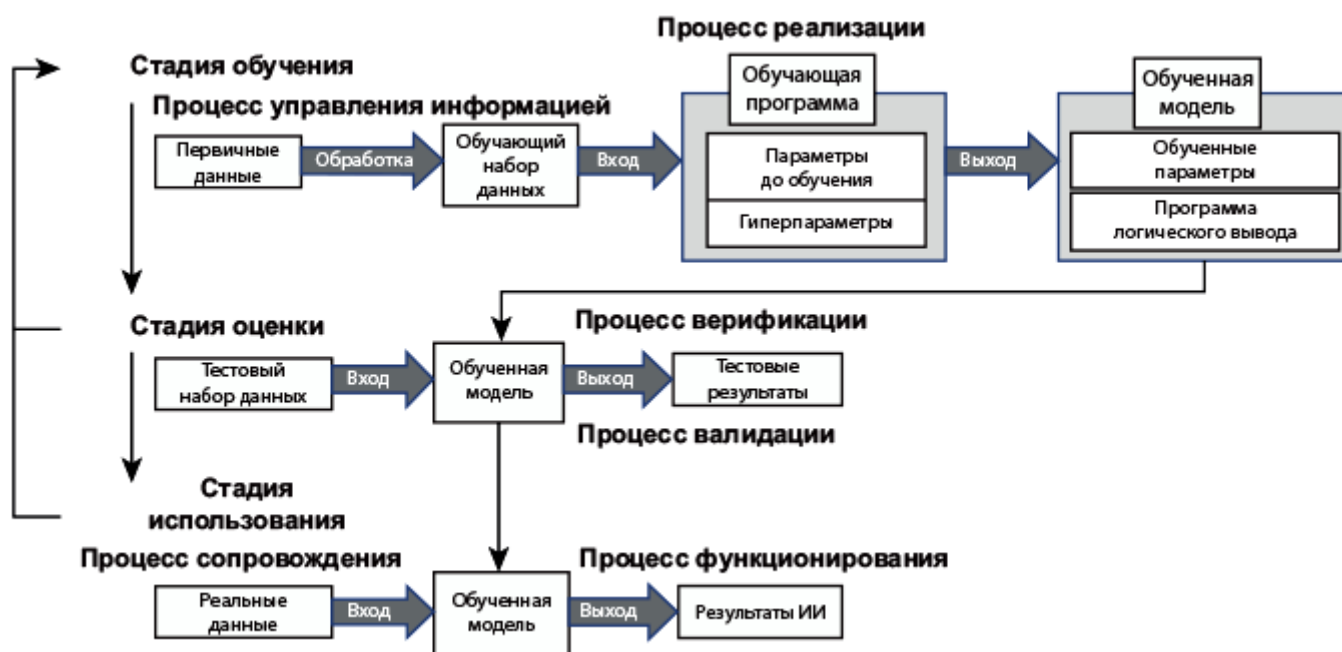 Процесс реализации
Стадия обучения
Процесс управления информацией
Первичные
данные
Обработка
Обучающий
набор
данных
Вход
Обучающая
программа
Параметры
до обучения
Гиперпараметры
Выход
Обученная
модель
Обученные
параметры
Программа
логического вывода
Стадия оценки
Процесс верификации
Тестовый
набор данных
Вход
Обученная
модель
Выход
Тестовые
результаты
Процесс валидации
Стадия
использования
Процесс сопровождения
Процесс функционирования
Реальные
данные
Вход
Обученная
модель
Выход
Результаты ИИ